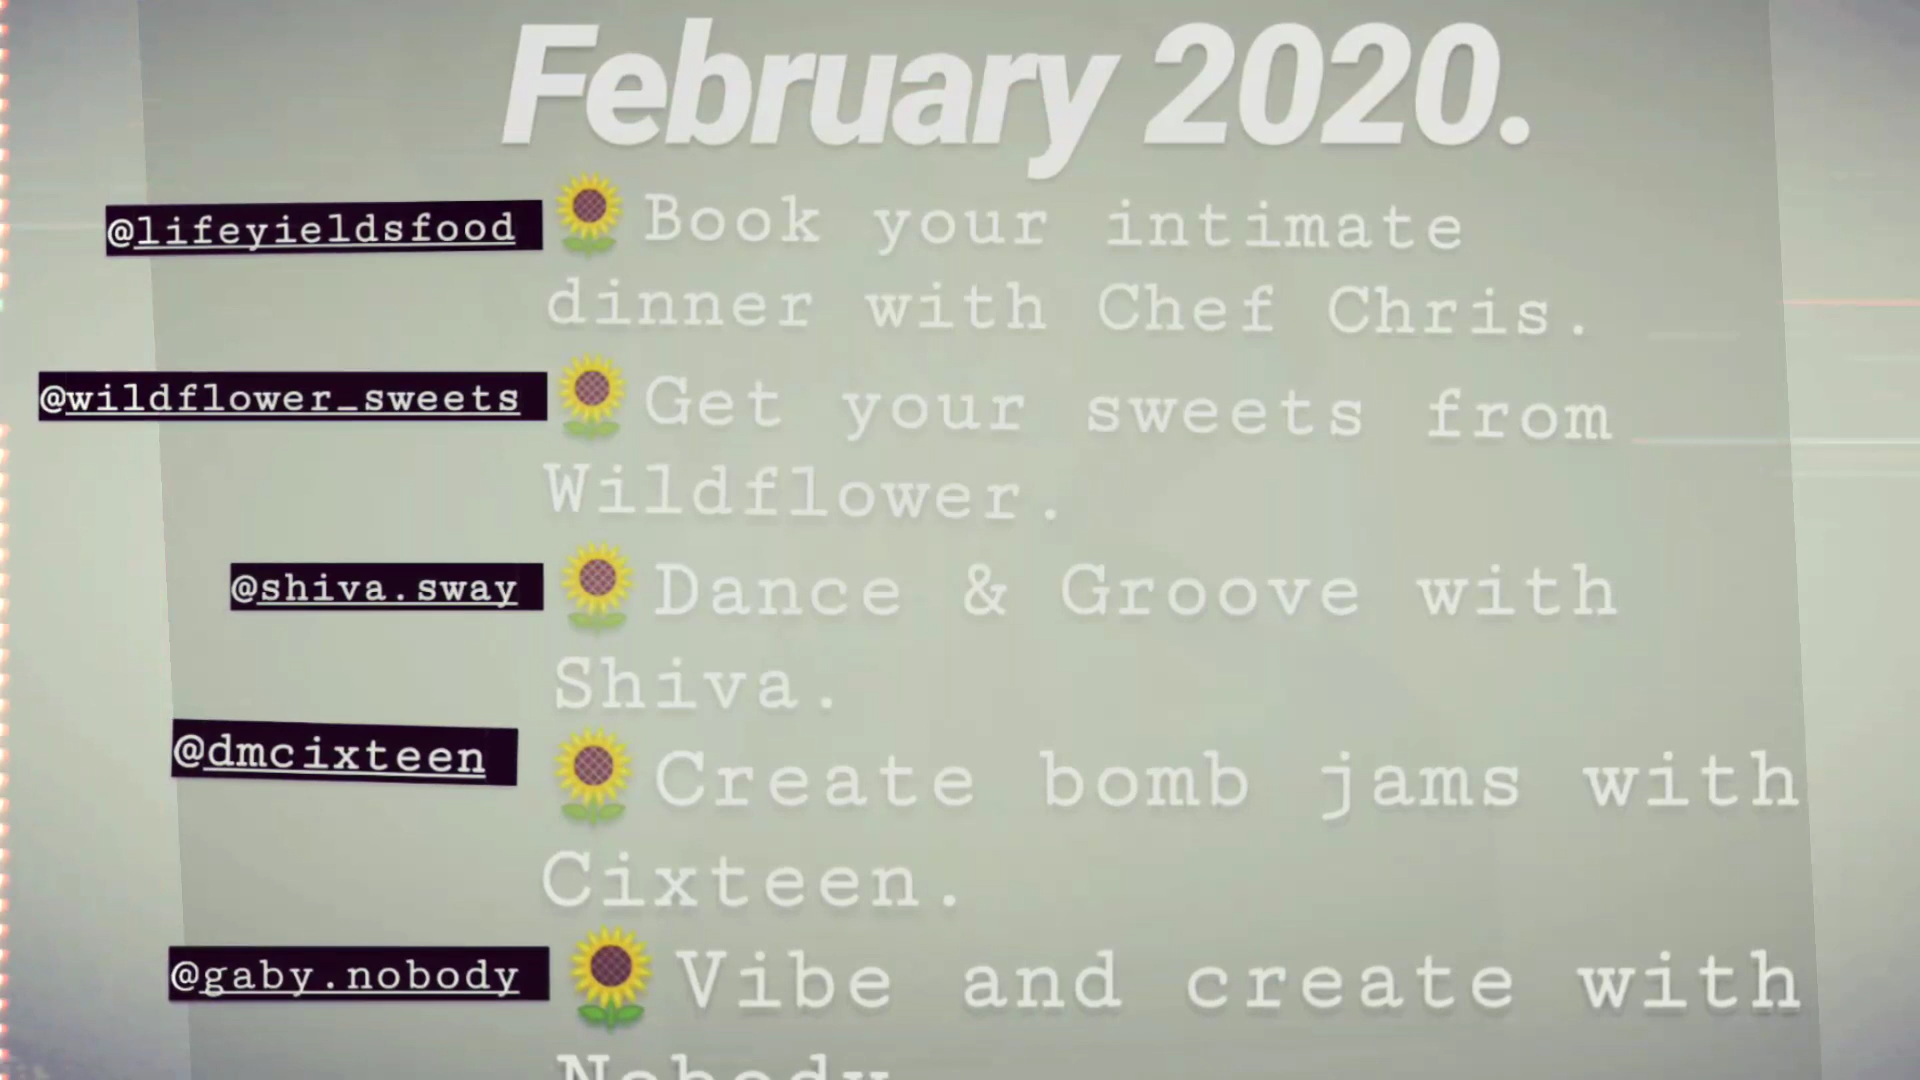 February 2020.
@lifeyieldsfood 🌻Book your intimate
dinner with Chef Chris.
@wildflower_sweets 🌻Get your sweets from
Wildflower.
@shiva.sway 🌻Dance & Groove with
Shiva.
@dmcixteen 🌻Create bomb jams with
Cixteen.
@gaby.nobody 🌻Vibe and create with
Nobody